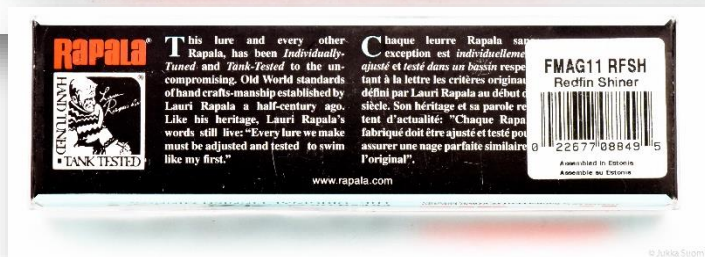 Rapala®
HAND TUNED
TANK TESTED
This lure and every other
Rapala, has been Individually-
Tuned and Tank-Tested to the un-
compromising. Old World standards
of hand crafts-manship established by
Lauri Rapala a half-century ago.
Like his heritage, Lauri Rapala's
words still live: “Every lure we make
must be adjusted and tested to swim
like my first.”
Chaque leurre Rapala sans
exception est individuelleme
ajusté et testé dans un bassin respe
tant à la lettre les critères originau
défini par Lauri Rapala au début d
siècle. Son héritage et sa parole re
tent d'actualité: "Chaque Rapa
fabriqué doit être ajusté et testé pou
assurer une nage parfaite similaire
l'original".
www.rapala.com
FMAG11 RFSH
Redfin Shiner
0 22677 08849 5
Assembled in Estonia
Assemble au Estonie
© Jukka Suom